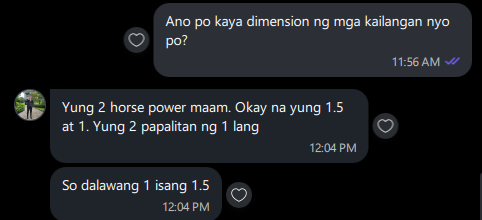 Ano po kaya dimension ng mga kailangan nyo
po?
11:56 AM
Yung 2 horse power maam. Okay na yung 1.5
at 1. Yung 2 papalitan ng 1 lang
12:04 PM
So dalawang 1 isang 1.5
12:04 PM